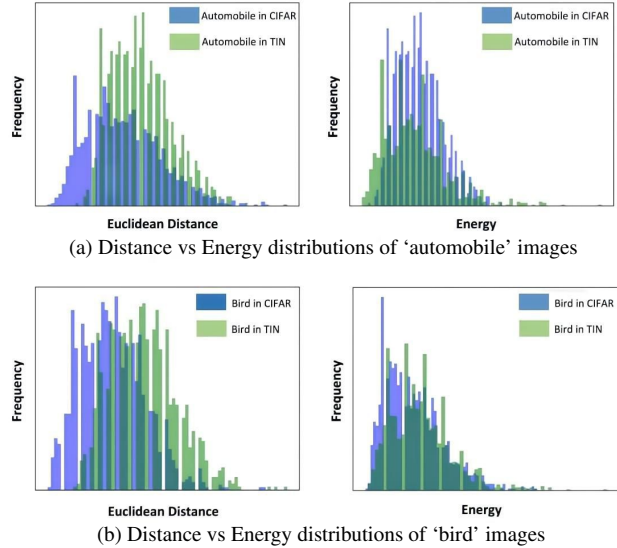 Automobile in CIFAR
Automobile in TIN
Frequency
Euclidean Distance
Automobile in CIFAR
Automobile in TIN
Frequency
Energy
(a) Distance vs Energy distributions of ‘automobile’ images
Bird in CIFAR
Bird in TIN
Frequency
Euclidean Distance
Bird in CIFAR
Bird in TIN
Frequency
Energy
(b) Distance vs Energy distributions of ‘bird’ images